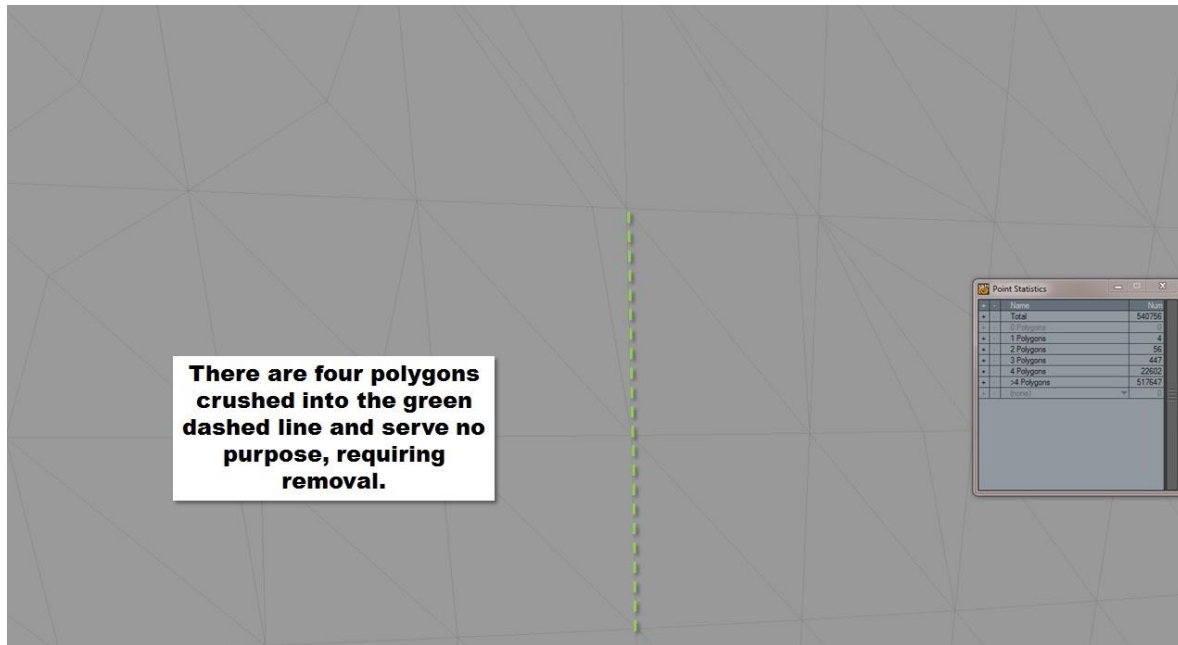 There are four polygons
crushed into the green
dashed line and serve no
purpose, requiring
removal.
Point Statistics
+ - Name Num
+ - Total 540756
+ - 0 Polygons 0
+ - 1 Polygons 4
+ - 2 Polygons 56
+ - 3 Polygons 447
+ - 4 Polygons 22602
+ - >4 Polygons 517647
+ - (none) 0